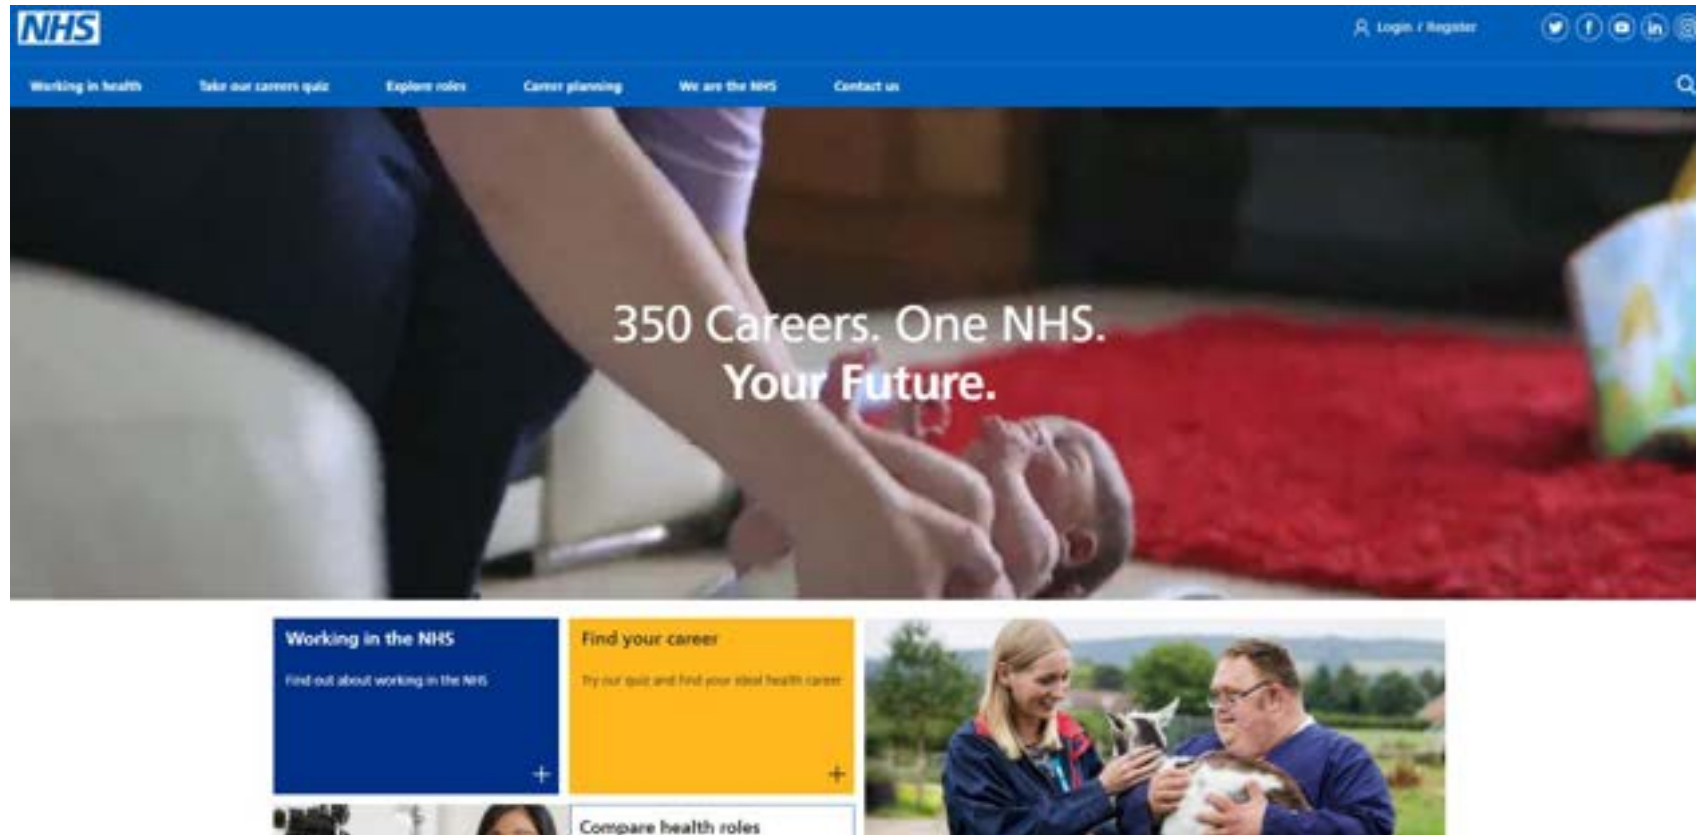 NHS
Login / Register
Working in health
Take our careers quiz
Explore roles
Career planning
We are the NHS
Contact us
350 Careers. One NHS.
Your Future.
Working in the NHS
Find out about working in the NHS
Find your career
Try our quiz and find your ideal health career
Compare health roles